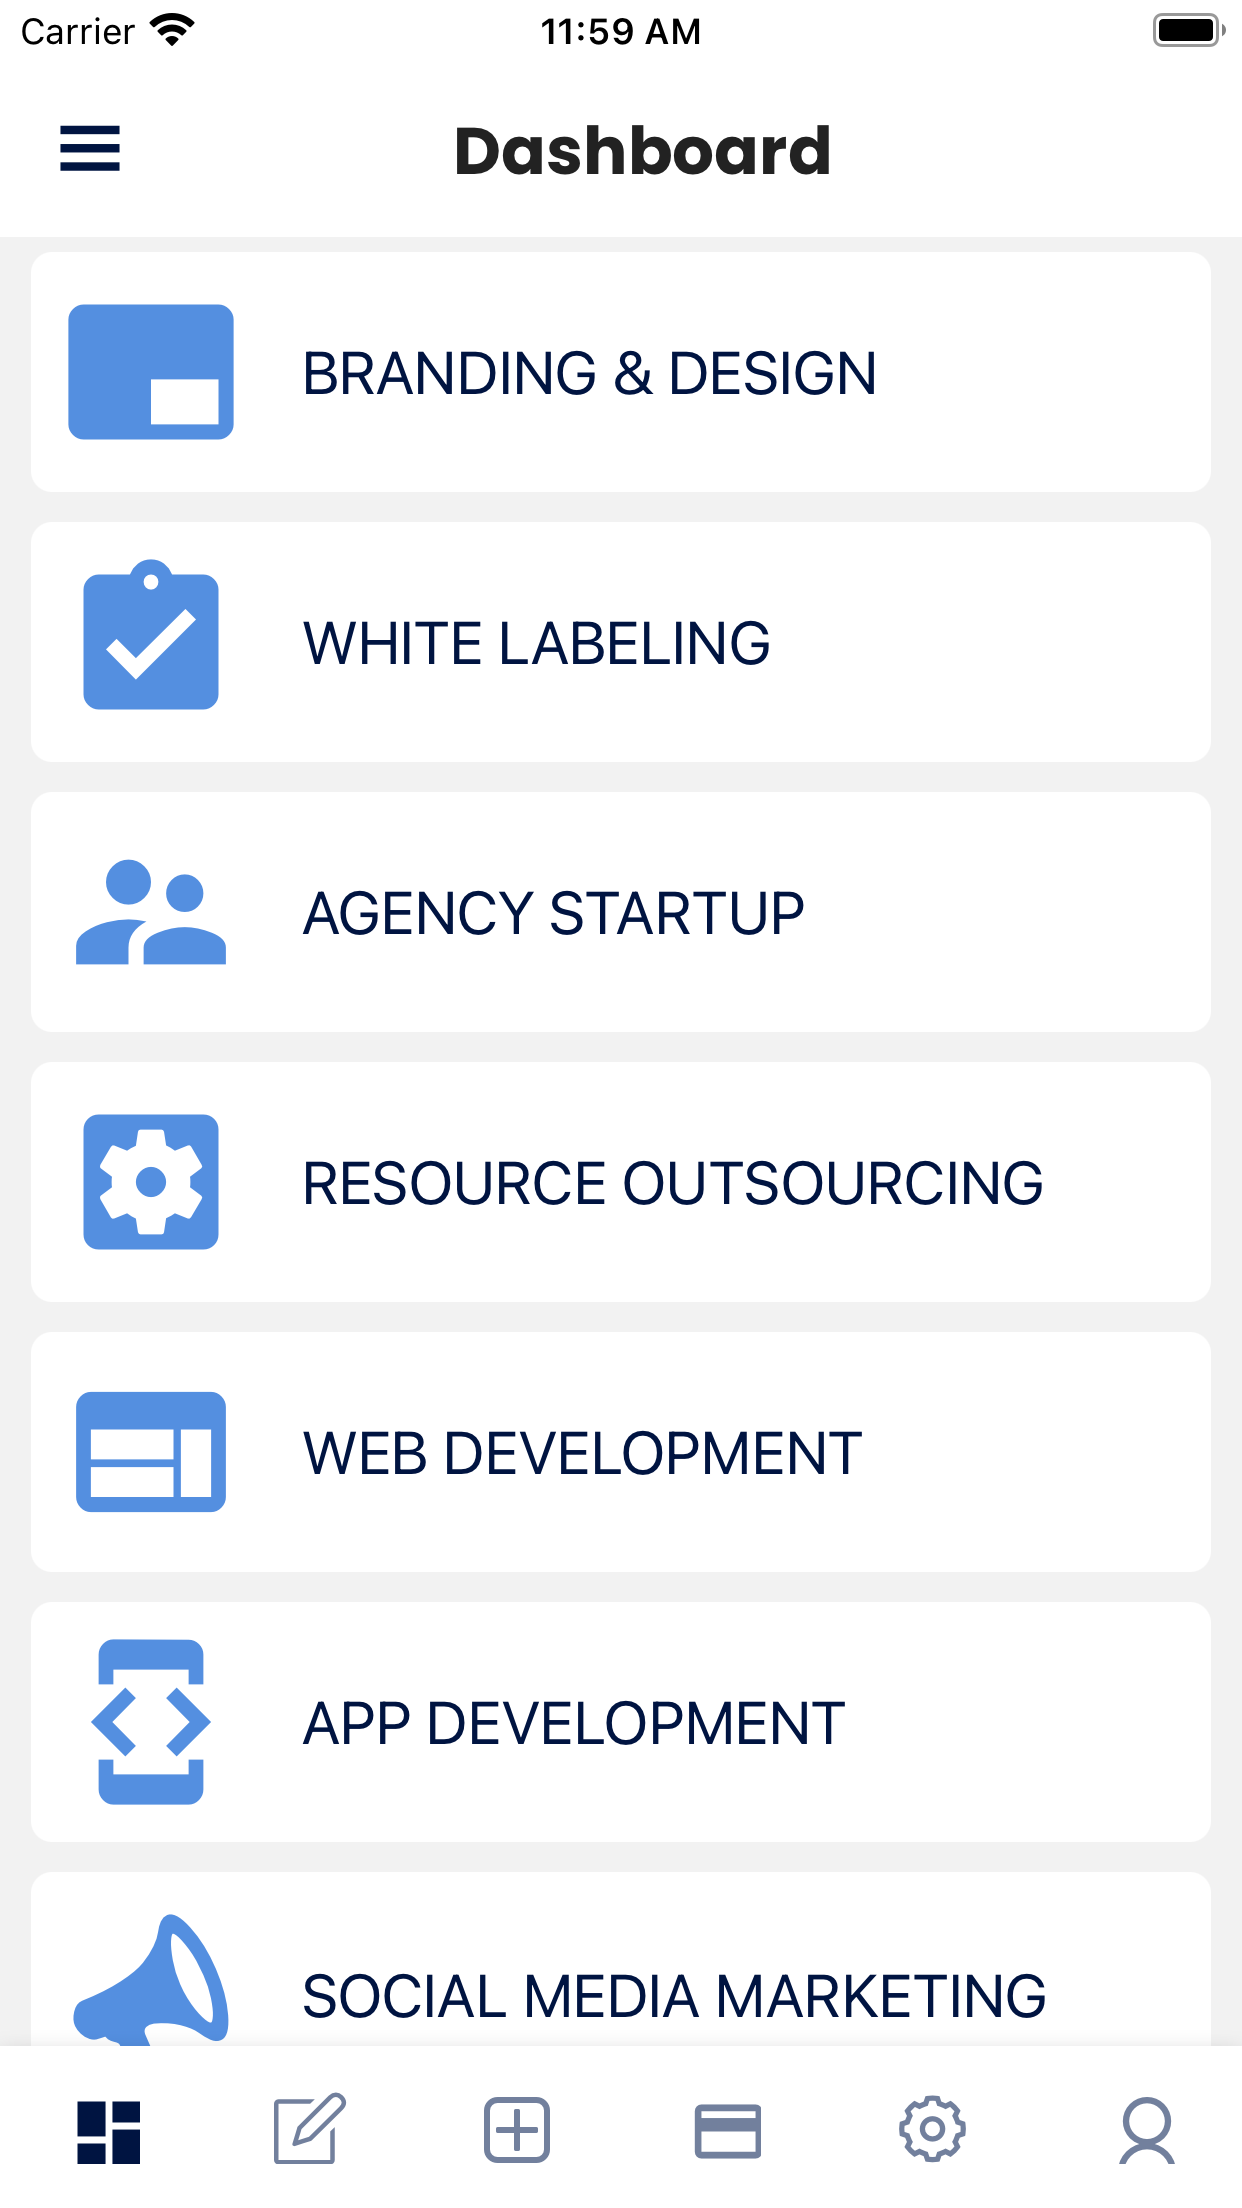 Carrier 11:59 AM
Dashboard
BRANDING & DESIGN
WHITE LABELING
AGENCY STARTUP
RESOURCE OUTSOURCING
WEB DEVELOPMENT
APP DEVELOPMENT
SOCIAL MEDIA MARKETING